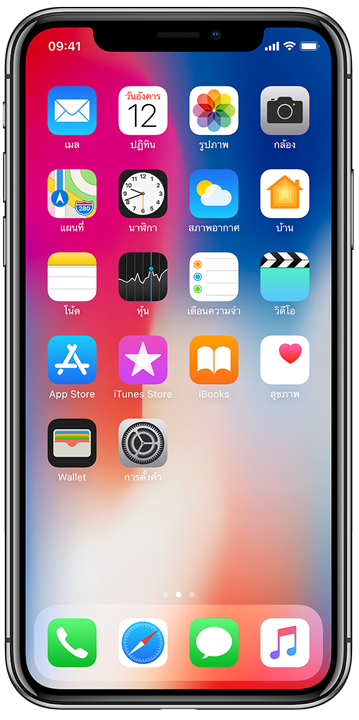 09:41
วันอังคาร
12
เมล
ปฏิทิน
รูปภาพ
กล้อง
280
แผนที่
นาฬิกา
สภาพอากาศ
บ้าน
โน้ต
หุ้น
เตือนความจำ
วิดีโอ
App Store
iTunes Store
iBooks
สุขภาพ
Wallet
การตั้งค่า